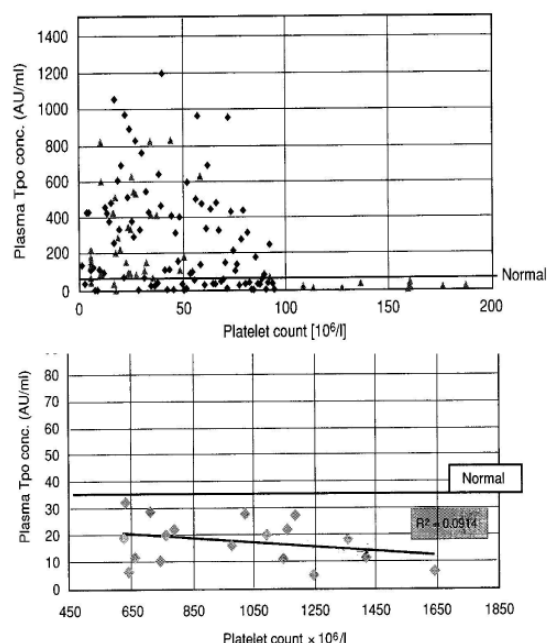 Plasma Tpo conc. (AU/ml)
1400
1200
1000
800
600
400
200
0
Normal
0 50 100 150 200
Platelet count [10⁶/l]
Plasma Tpo conc. (AU/ml)
80
70
60
50
40
30
20
10
0
Normal
R² = 0.0914
450 650 850 1050 1250 1450 1650 1850
Platelet count × 10⁶/l